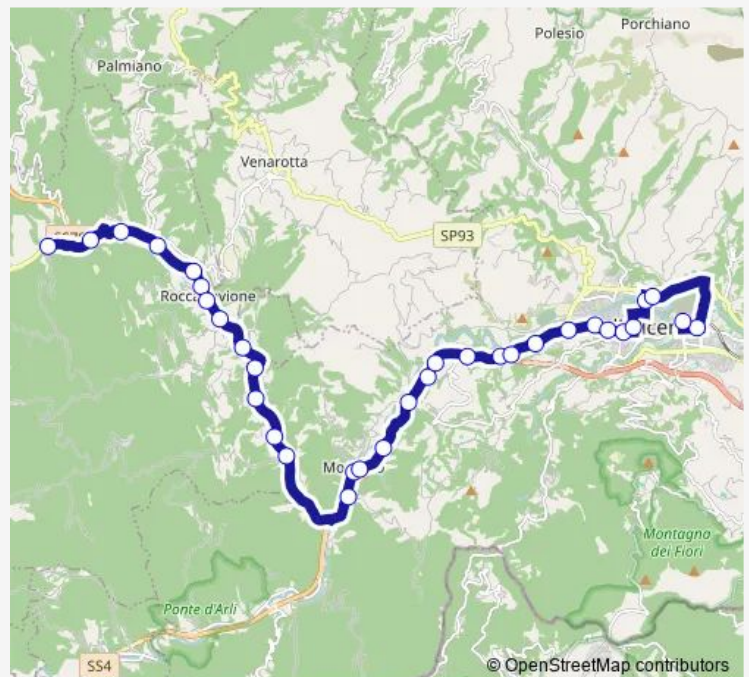 Porchiano
Polesio
Palmiano
Venarotta
SP93
Ponte d'Arli
Montagna
dei Fiori
SS4
© OpenStreetMap contributors